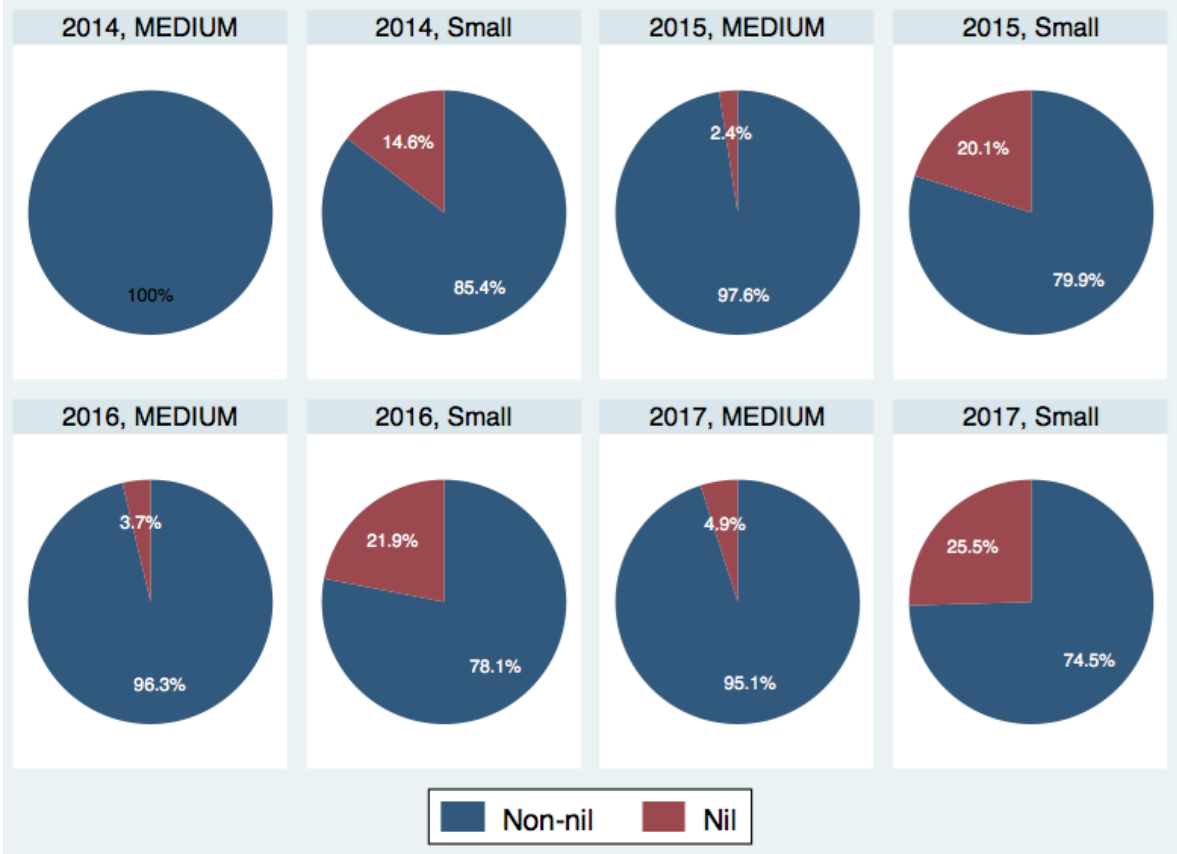 2014, MEDIUM
2014, Small
2015, MEDIUM
2015, Small
100%
14.6%
85.4%
2.4%
97.6%
20.1%
79.9%
2016, MEDIUM
2016, Small
2017, MEDIUM
2017, Small
3.7%
96.3%
21.9%
78.1%
4.9%
95.1%
25.5%
74.5%
Non-nil
Nil